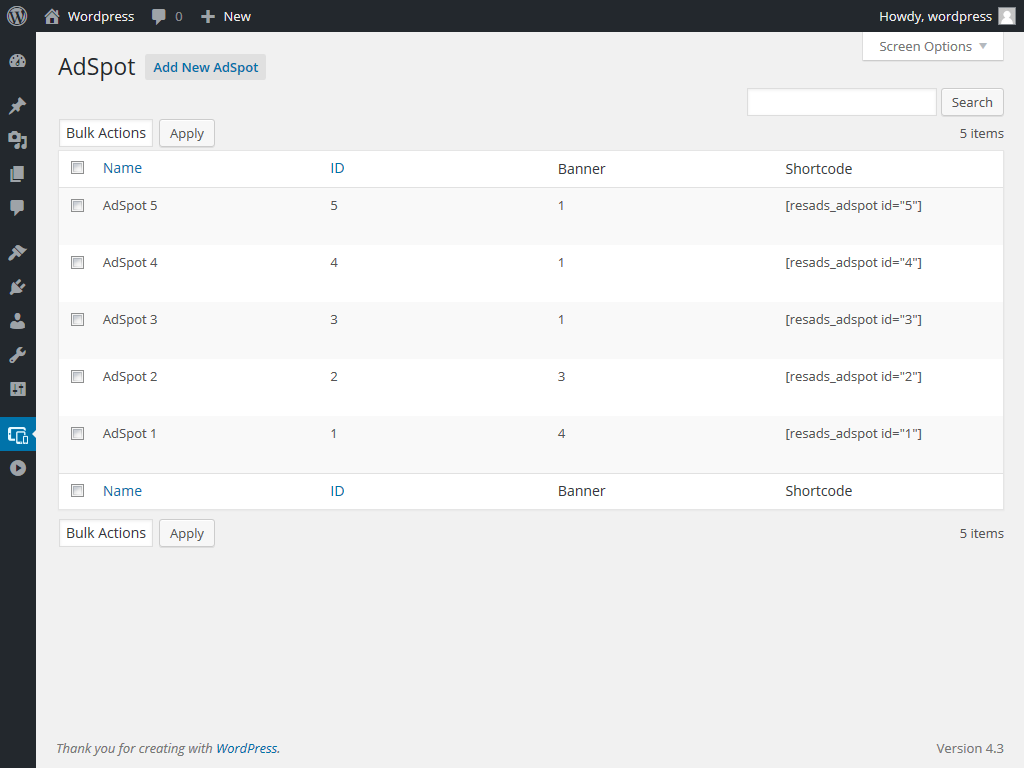 Wordpress 0 New Howdy, wordpress
Screen Options
AdSpot Add New AdSpot
Search
Bulk Actions Apply 5 items
Name ID Banner Shortcode
AdSpot 5 5 1 [resads_adspot id="5"]
AdSpot 4 4 1 [resads_adspot id="4"]
AdSpot 3 3 1 [resads_adspot id="3"]
AdSpot 2 2 3 [resads_adspot id="2"]
AdSpot 1 1 4 [resads_adspot id="1"]
Name ID Banner Shortcode
Bulk Actions Apply 5 items
Thank you for creating with WordPress. Version 4.3